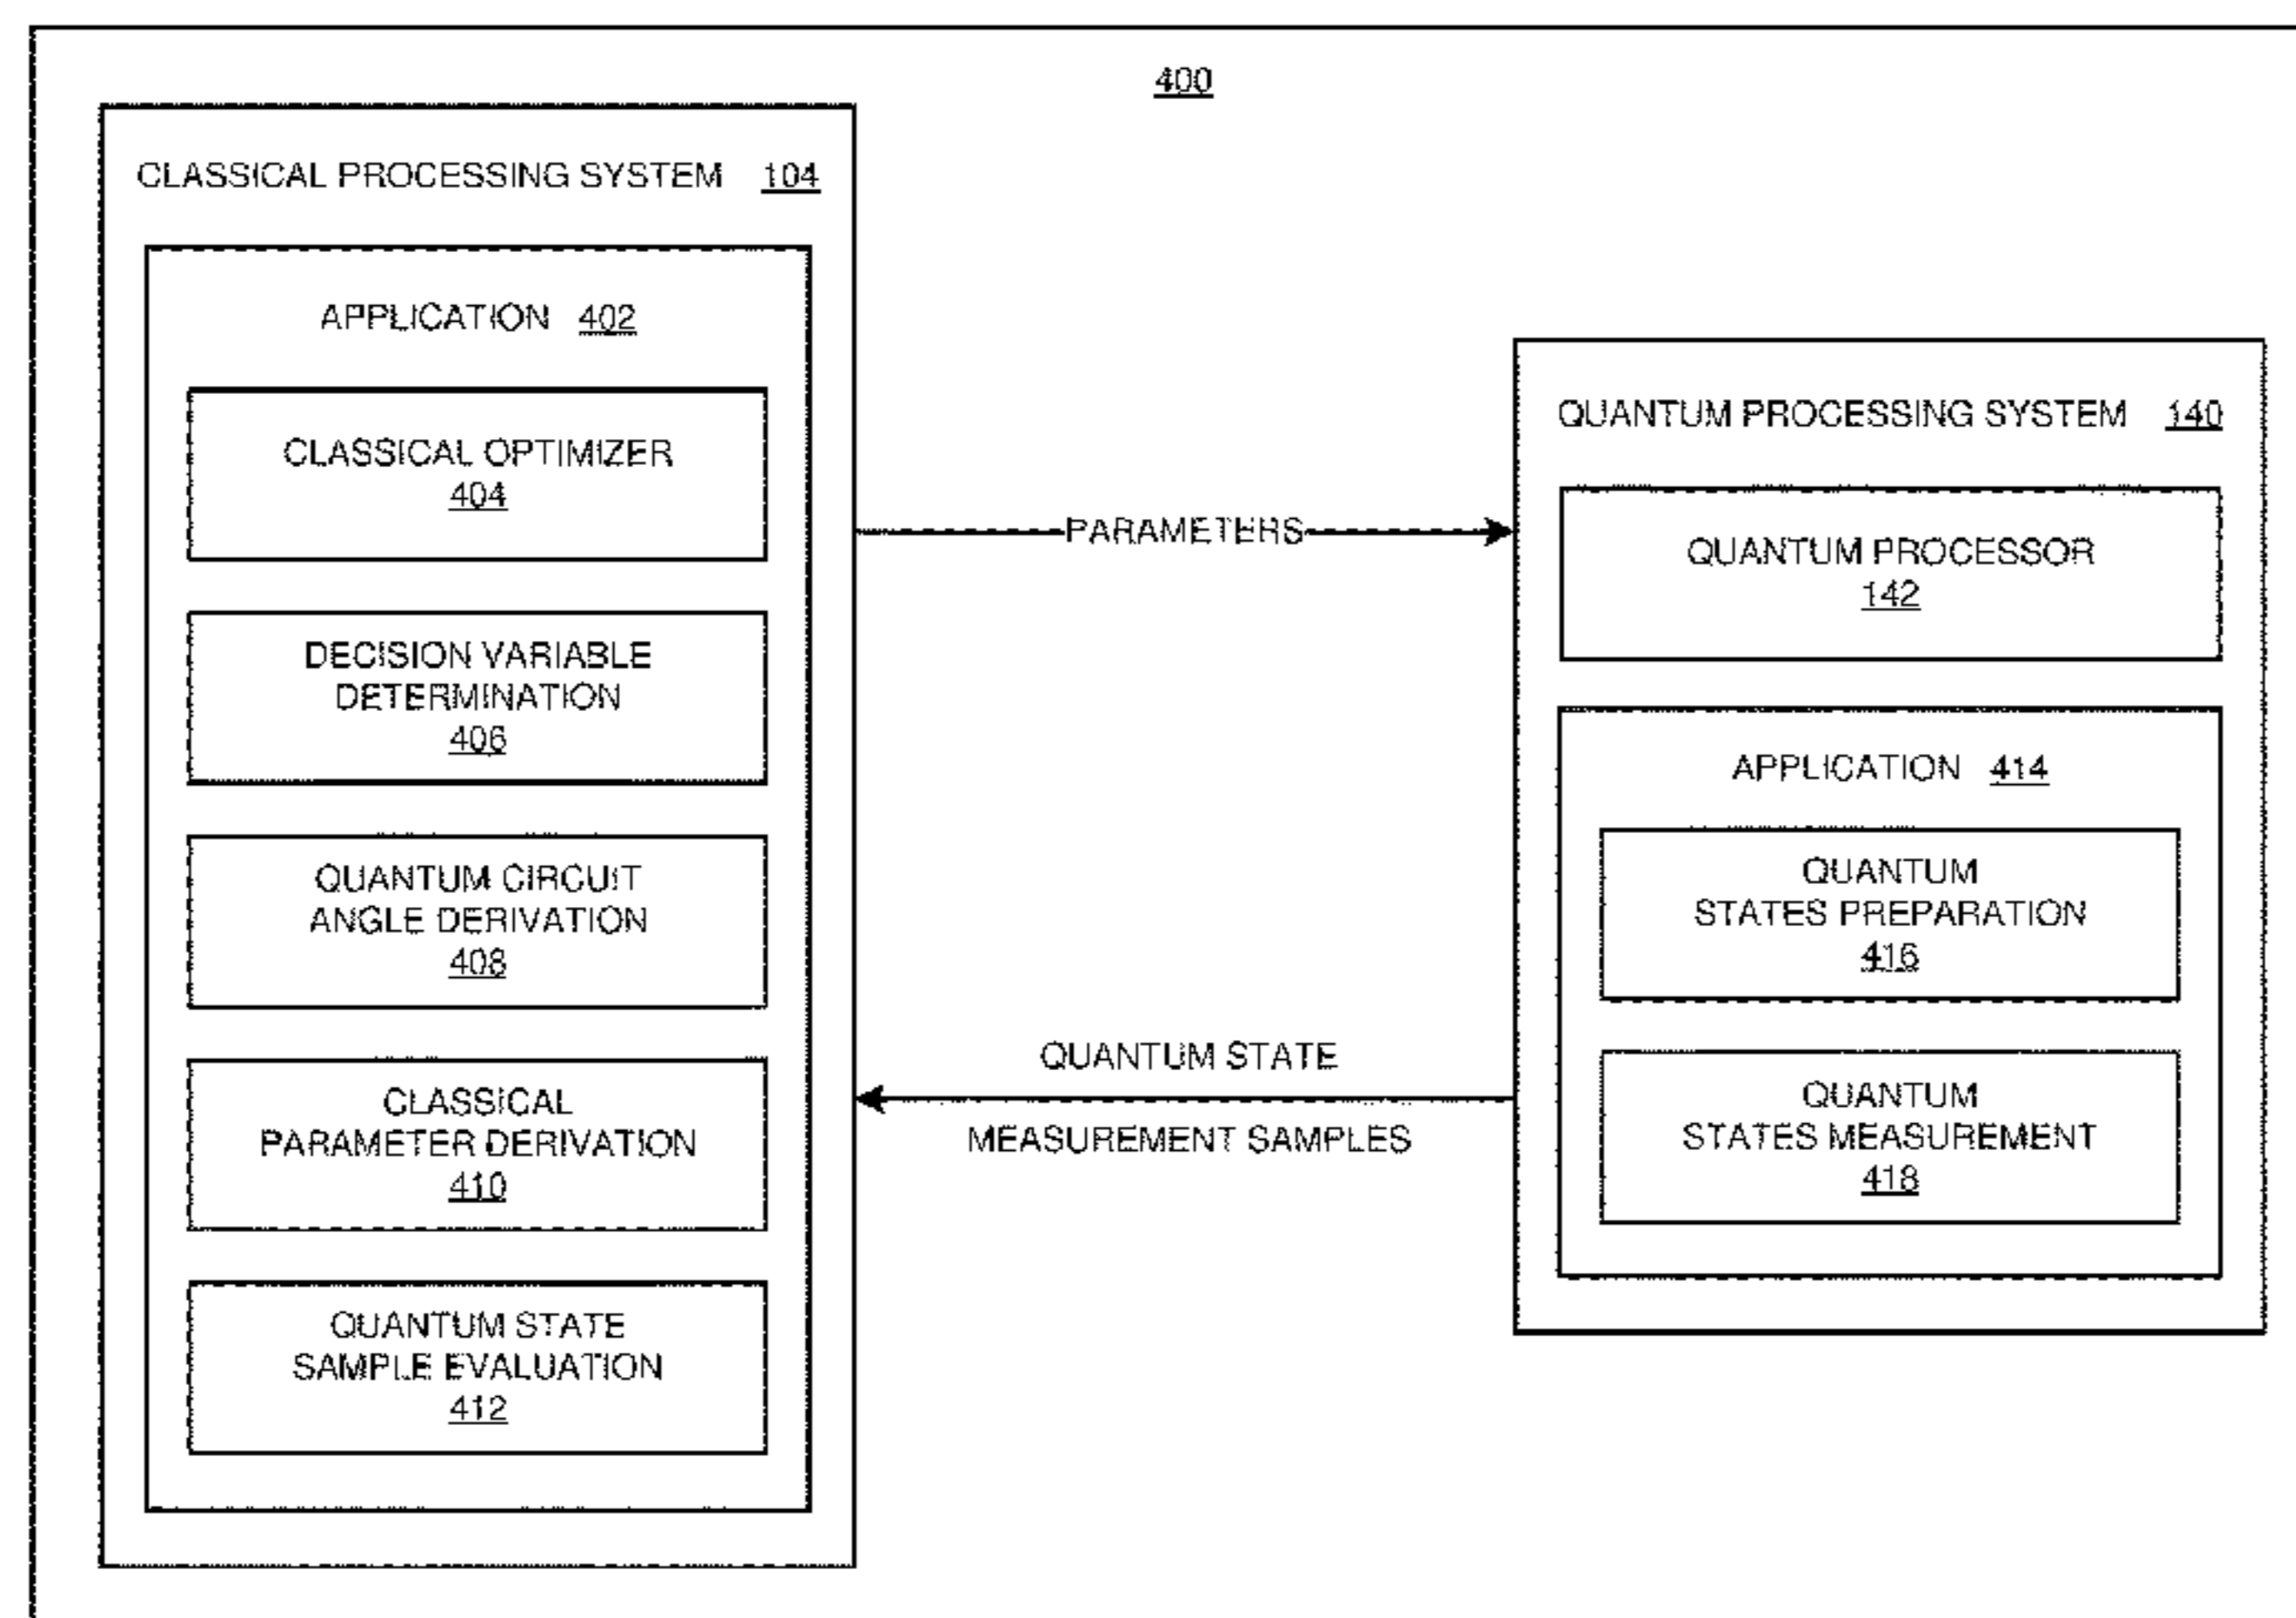 400
CLASSICAL PROCESSING SYSTEM 104
APPLICATION 402
CLASSICAL OPTIMIZER
404
DECISION VARIABLE
DETERMINATION
406
QUANTUM CIRCUIT
ANGLE DERIVATION
408
CLASSICAL
PARAMETER DERIVATION
410
QUANTUM STATE
SAMPLE EVALUATION
412
PARAMETERS
QUANTUM STATE
MEASUREMENT SAMPLES
QUANTUM PROCESSING SYSTEM 140
QUANTUM PROCESSOR
142
APPLICATION 414
QUANTUM
STATES PREPARATION
416
QUANTUM
STATES MEASUREMENT
418